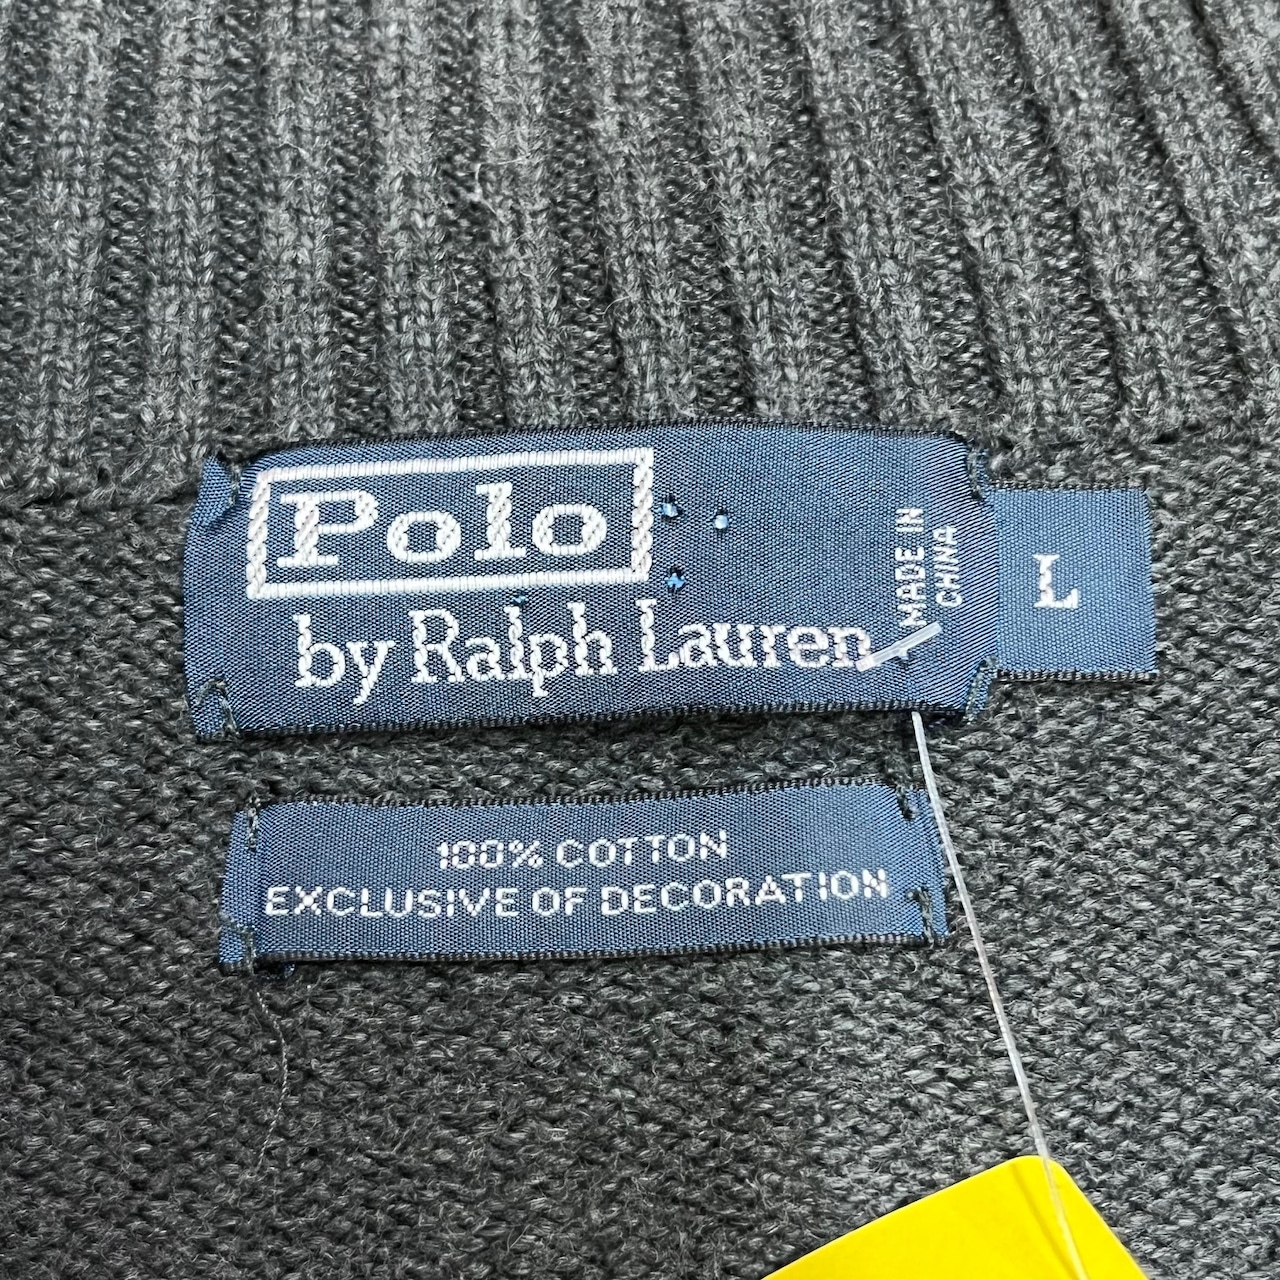 Polo
by Ralph Lauren
MADE IN
CHINA
L
100% COTTON
EXCLUSIVE OF DECORATION